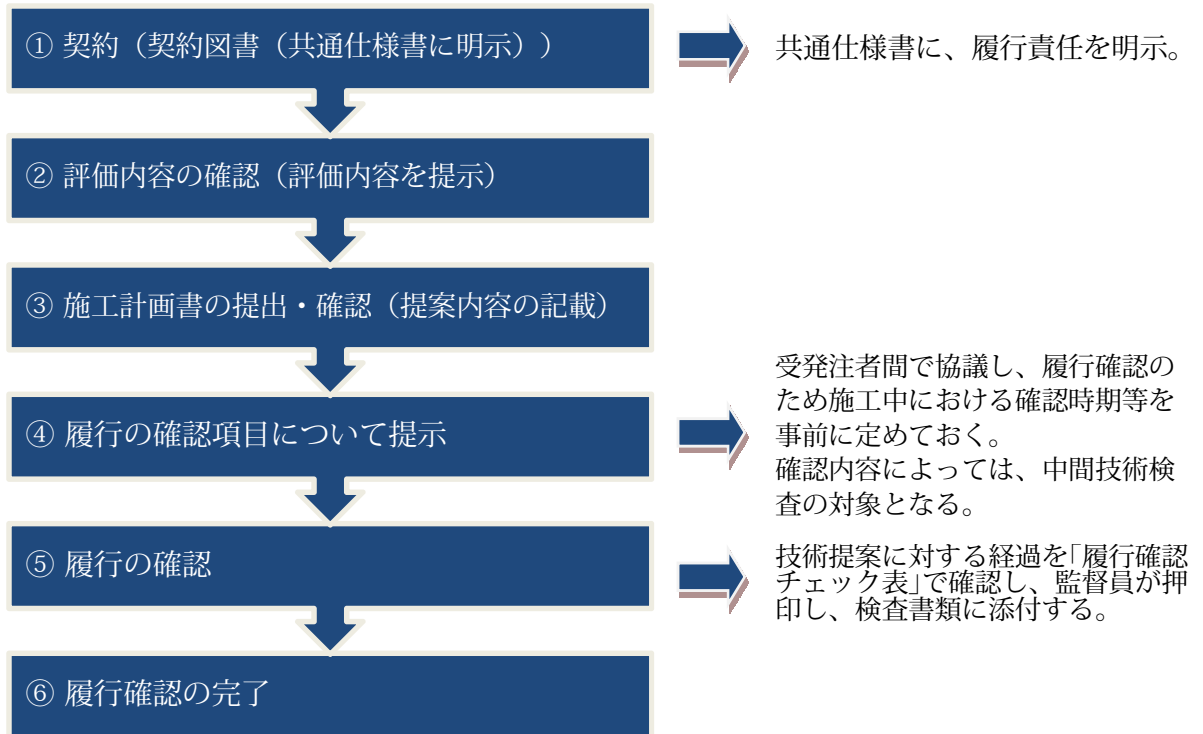 ① 契約（契約図書（共通仕様書に明示））
共通仕様書に、履行責任を明示。
② 評価内容の確認（評価内容を提示）
③ 施工計画書の提出・確認（提案内容の記載）
④ 履行の確認項目について提示
受発注者間で協議し、履行確認の
ため施工中における確認時期等を
事前に定めておく。
確認内容によっては、中間技術検
査の対象となる。
⑤ 履行の確認
技術提案に対する経過を｢履行確認
チェック表｣で確認し、監督員が押
印し、検査書類に添付する。
⑥ 履行確認の完了